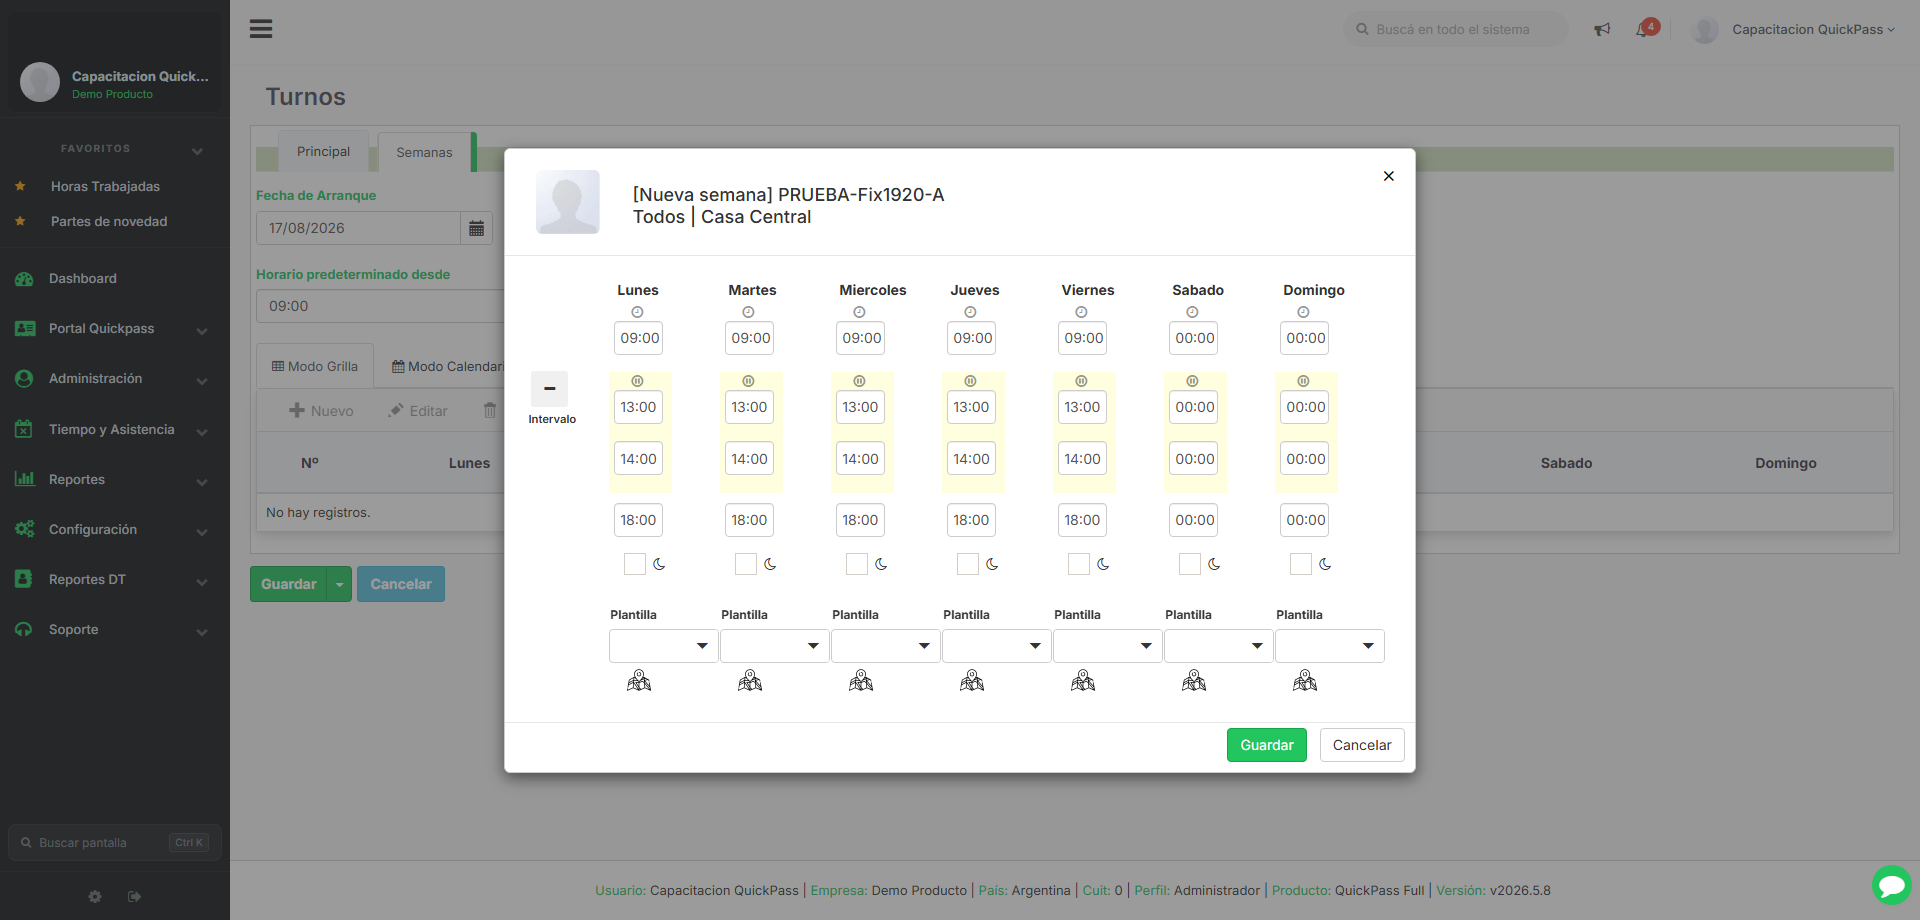 Capacitacion Quick...
Demo Producto
FAVORITOS
Horas Trabajadas
Partes de novedad
Dashboard
Portal Quickpass
Administración
Tiempo y Asistencia
Reportes
Configuración
Reportes DT
Soporte
Buscar pantalla
Ctrl K
Buscá en todo el sistema
4
Capacitacion QuickPass
Turnos
Principal
Semanas
Fecha de Arranque
17/08/2026
Horario predeterminado desde
09:00
Modo Grilla
Modo Calendari
Nuevo
Editar
Nº
Lunes
Sabado
Domingo
No hay registros.
Guardar
Cancelar
[Nueva semana] PRUEBA-Fix1920-A
Todos | Casa Central
Lunes Martes Miercoles Jueves Viernes Sabado Domingo
09:00 09:00 09:00 09:00 09:00 00:00 00:00
Intervalo
13:00 13:00 13:00 13:00 13:00 00:00 00:00
14:00 14:00 14:00 14:00 14:00 00:00 00:00
18:00 18:00 18:00 18:00 18:00 00:00 00:00
Plantilla Plantilla Plantilla Plantilla Plantilla Plantilla Plantilla
Guardar
Cancelar
Usuario: Capacitacion QuickPass | Empresa: Demo Producto | País: Argentina | Cuit: 0 | Perfil: Administrador | Producto: QuickPass Full | Versión: v2026.5.8